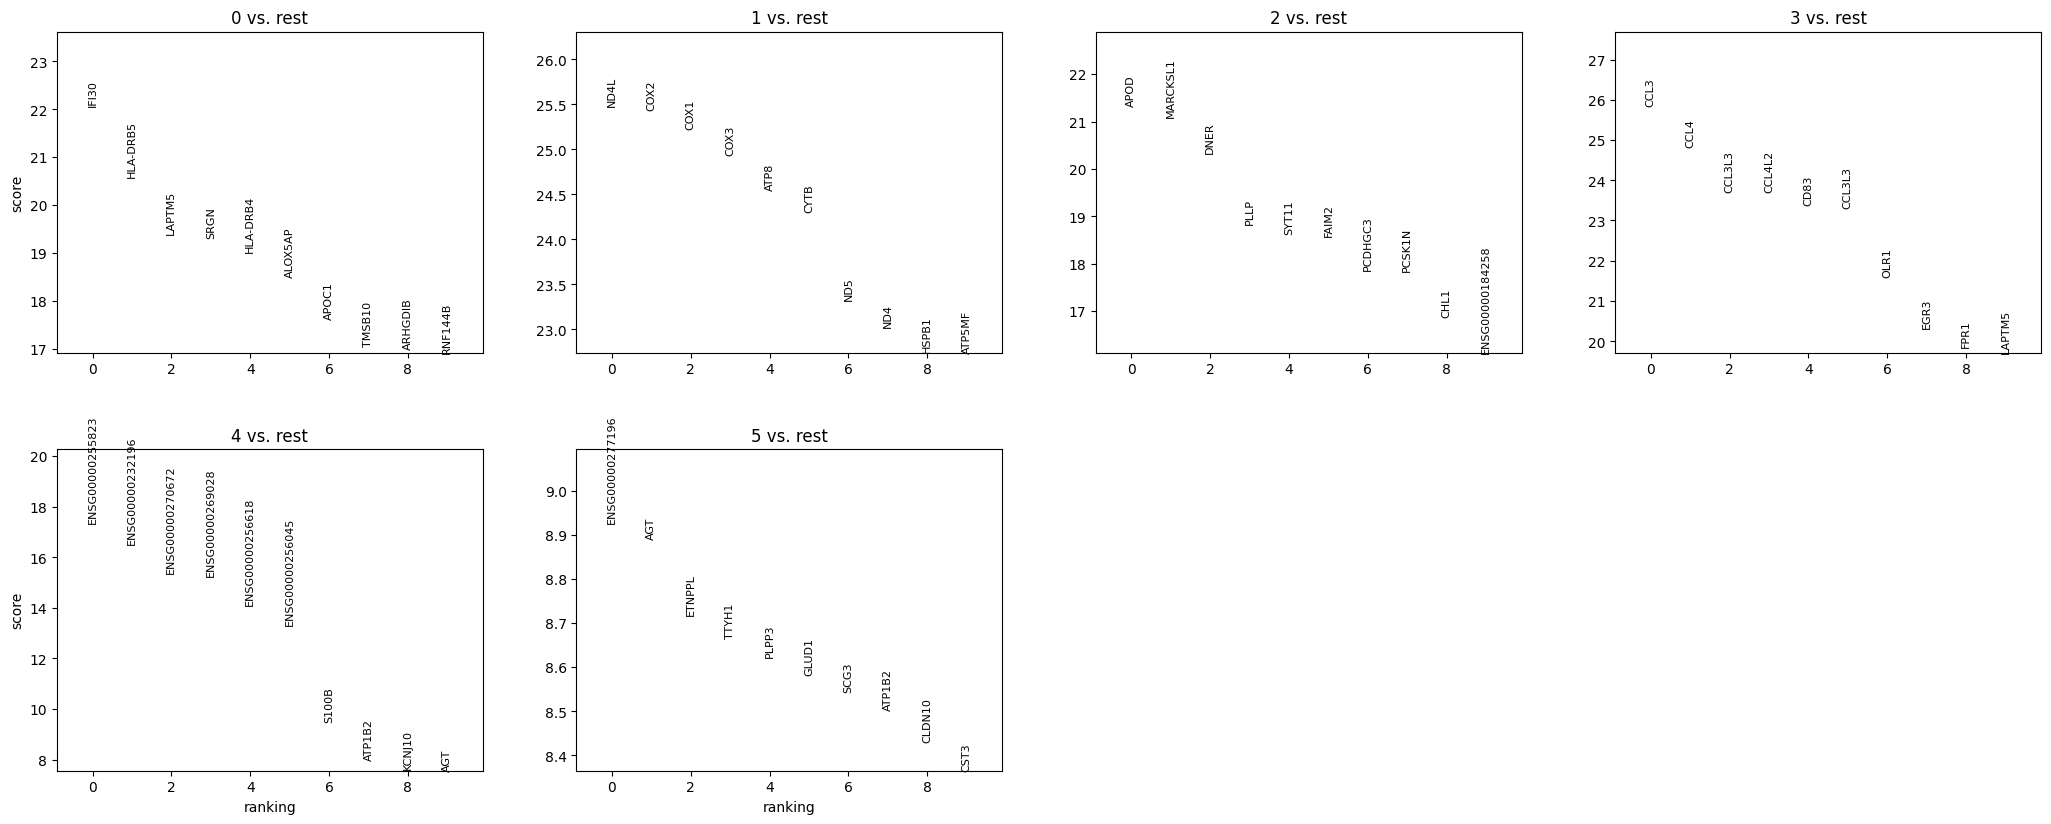 0 vs. rest
score
23
22
21
20
19
18
17
IFI30
HLA-DRB5
LAPTM5
SRGN
HLA-DRB4
ALOX5AP
APOC1
TMSB10
ARHGDIB
RNF144B
0 2 4 6 8
1 vs. rest
26.0
25.5
25.0
24.5
24.0
23.5
23.0
ND4L
COX2
COX1
COX3
ATP8
CYTB
ND5
ND4
HSPB1
ATP5MF
0 2 4 6 8
2 vs. rest
22
21
20
19
18
17
APOD
MARCKSL1
DNER
PLLP
SYT11
FAIM2
PCDHGC3
PCSK1N
CHL1
ENSG00000184258
0 2 4 6 8
3 vs. rest
27
26
25
24
23
22
21
20
CCL3
CCL4
CCL3L3
CCL4L2
CD83
CCL3L3
OLR1
EGR3
FPR1
LAPTM5
0 2 4 6 8
4 vs. rest
score
20
18
16
14
12
10
8
ENSG00000255823
ENSG00000232196
ENSG00000270672
ENSG00000269028
ENSG00000256618
ENSG00000256045
S100B
ATP1B2
KCNJ10
AGT
0 2 4 6 8
ranking
5 vs. rest
9.0
8.9
8.8
8.7
8.6
8.5
8.4
ENSG00000277196
AGT
ETNPPL
TTYH1
PLPP3
GLUD1
SCG3
ATP1B2
CLDN10
CST3
0 2 4 6 8
ranking